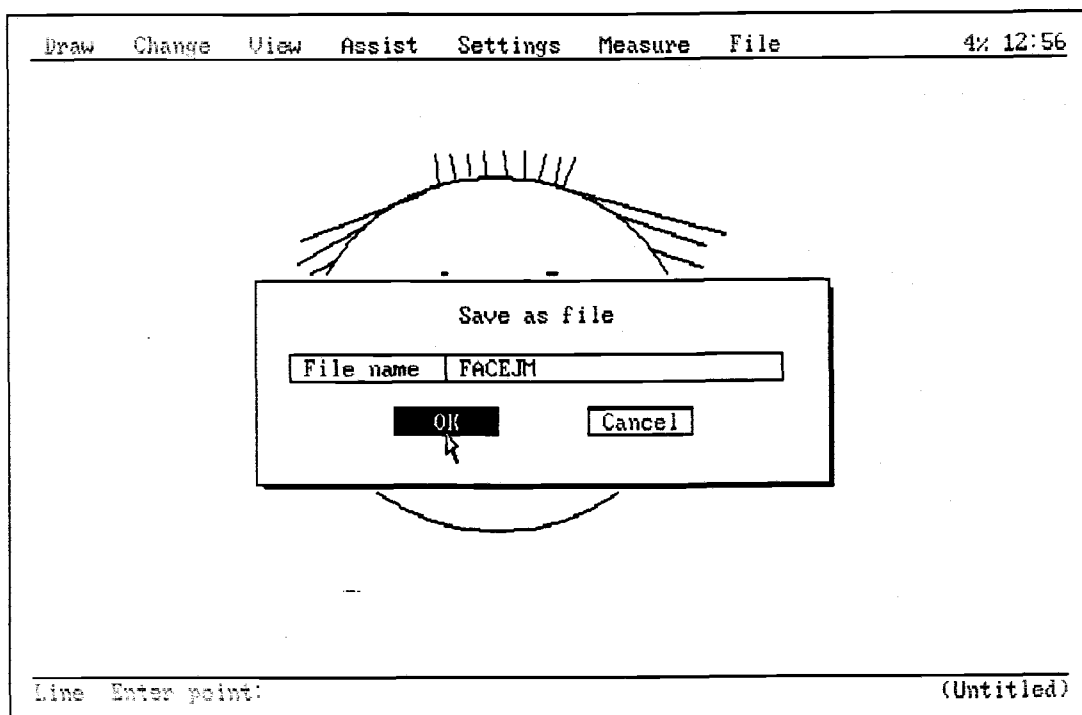 Draw Change View Assist Settings Measure File 4% 12:56
Save as file
File name FACEJM
OK Cancel
Line Enter point: (Untitled)